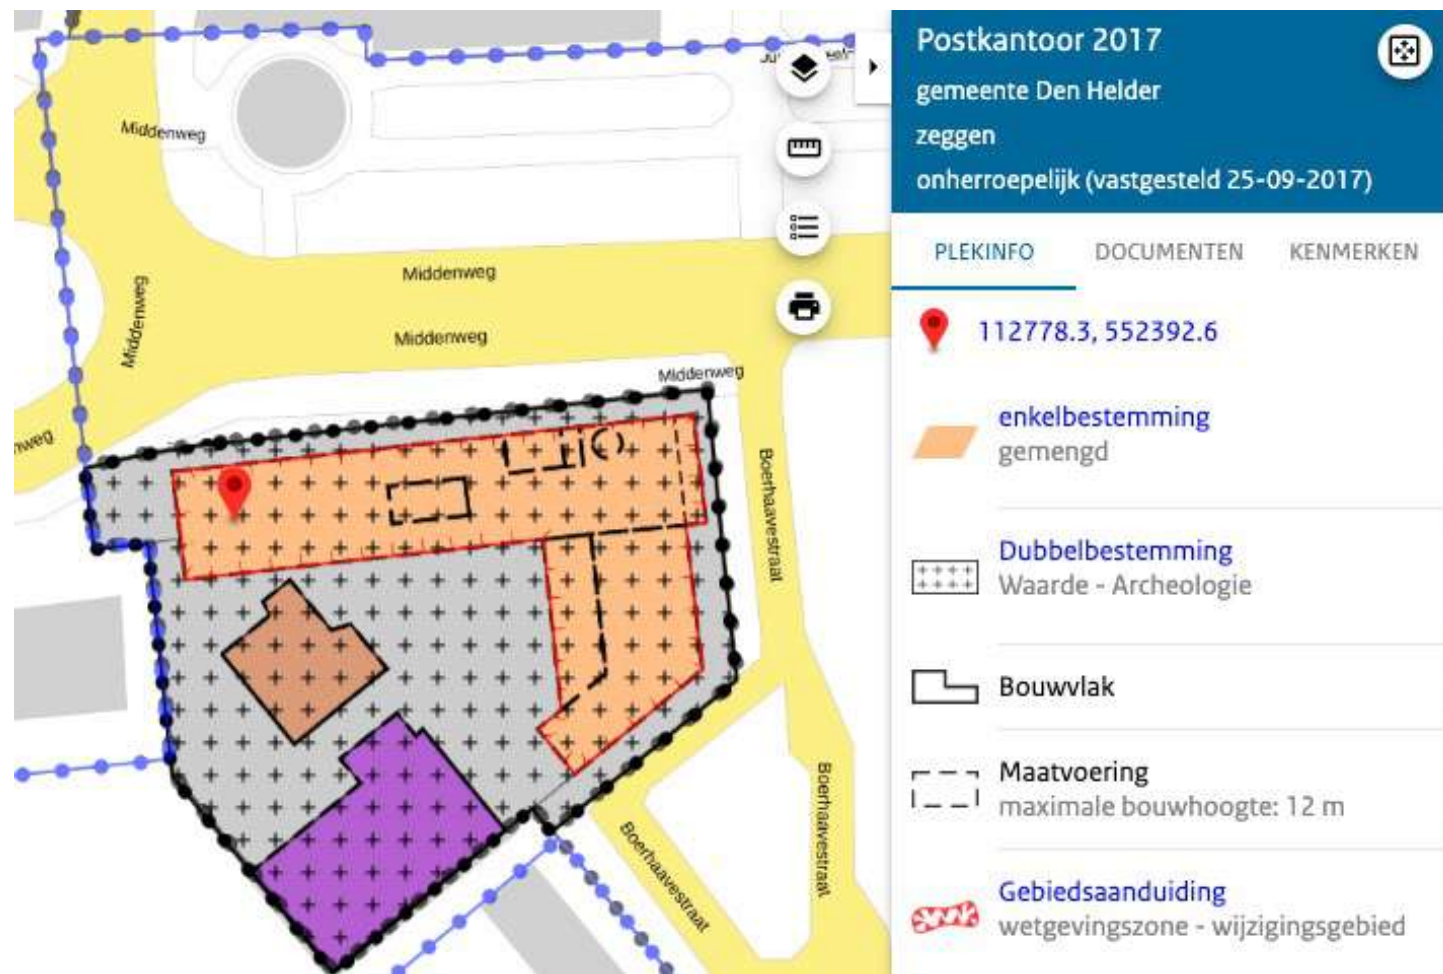 Middenweg
Middenweg
Middenweg
Middenweg
Middenweg
nweg
Boerhaavestraat
Boerhaavestraat
Boerhaavestraat
Postkantoor 2017
gemeente Den Helder
zeggen
onherroepelijk (vastgesteld 25-09-2017)
PLEKINFO DOCUMENTEN KENMERKEN
112778.3, 552392.6
enkelbestemming
gemengd
Dubbelbestemming
Waarde - Archeologie
Bouwvlak
Maatvoering
maximale bouwhoogte: 12 m
Gebiedsaanduiding
wetgevingszone - wijzigingsgebied